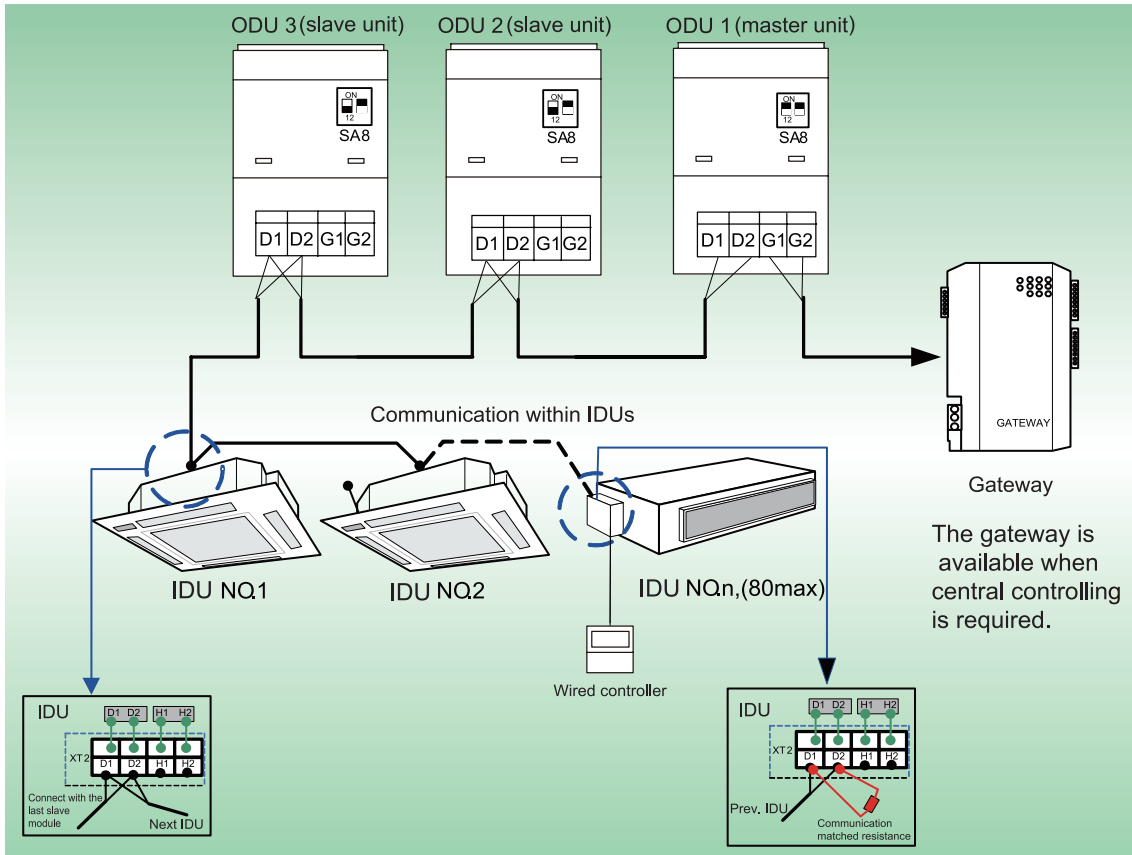 ODU 3 (slave unit)
ODU 2 (slave unit)
ODU 1 (master unit)
ON
12
SA8
ON
12
SA8
ON
12
SA8
D1 D2 G1 G2
D1 D2 G1 G2
D1 D2 G1 G2
GATEWAY
Gateway
The gateway is
available when
central controlling
is required.
Communication within IDUs
IDU NQ.1
IDU NQ.2
IDU NQ.n,(80max)
Wired controller
IDU
D1 D2 H1 H2
XT2
D1 D2 H1 H2
Connect with the
last slave
module
Next IDU
IDU
D1 D2 H1 H2
XT2
D1 D2 H1 H2
Prev. IDU
Communication
matched resistance